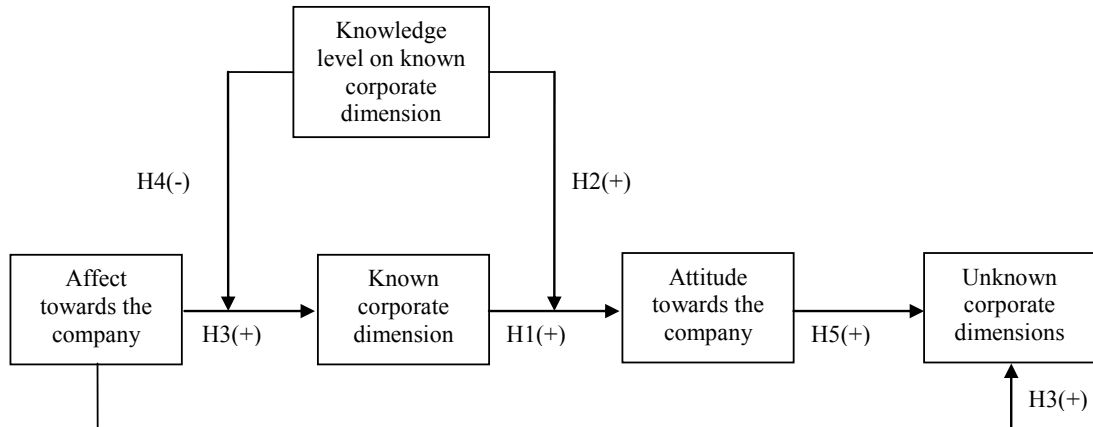 Knowledge
level on known
corporate
dimension
H4(-)
H2(+)
Affect
towards the
company
H3(+)
Known
corporate
dimension
H1(+)
Attitude
towards the
company
H5(+)
Unknown
corporate
dimensions
H3(+)